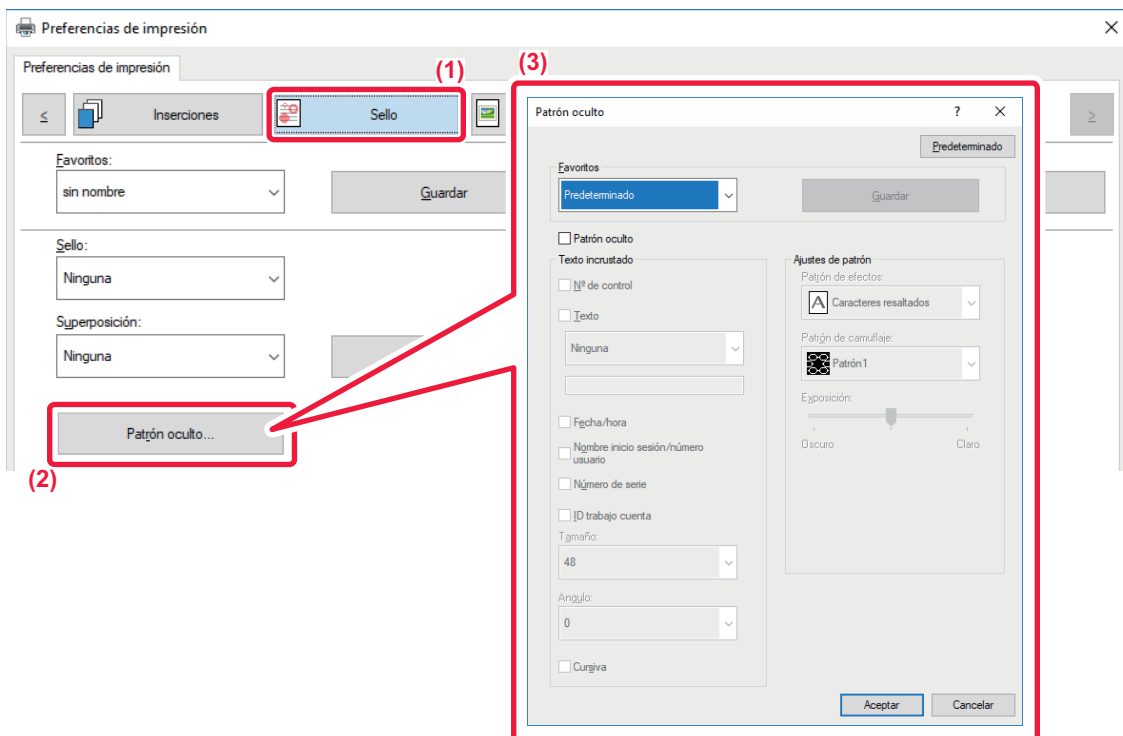 Preferencias de impresión
Preferencias de impresión
(1)
(3)
≤
Inserciones
Sello
≥
Favoritos:
sin nombre
Guardar
Sello:
Ninguna
Superposición:
Ninguna
Patrón oculto...
(2)
Patrón oculto
?
Predeterminado
Favoritos
Predeterminado
Guardar
Patrón oculto
Texto incrustado
Nº de control
Texto
Ninguna
Fecha/hora
Nombre inicio sesión/número
usuario
Número de serie
ID trabajo cuenta
Tamaño:
48
Angulo:
0
Cursiva
Ajustes de patrón
Patrón de efectos:
A Caracteres resaltados
Patrón de camuflaje:
Patrón1
Exposición:
Oscuro
Claro
Aceptar
Cancelar